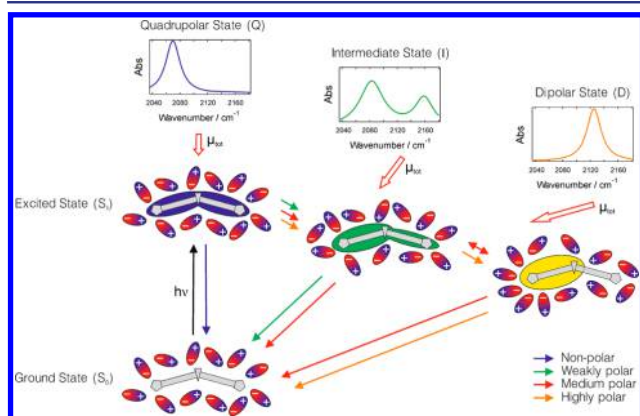 Quadrupolar State (Q)
Abs
2040 2080 2120 2160
Wavenumber / cm⁻¹
Intermediate State (I)
Abs
2040 2080 2120 2160
Wavenumber / cm⁻¹
Dipolar State (D)
Abs
2040 2080 2120 2160
Wavenumber / cm⁻¹
μtot
μtot
μtot
Excited State (S₁)
hν
Ground State (S₀)
Non-polar
Weakly polar
Medium polar
Highly polar